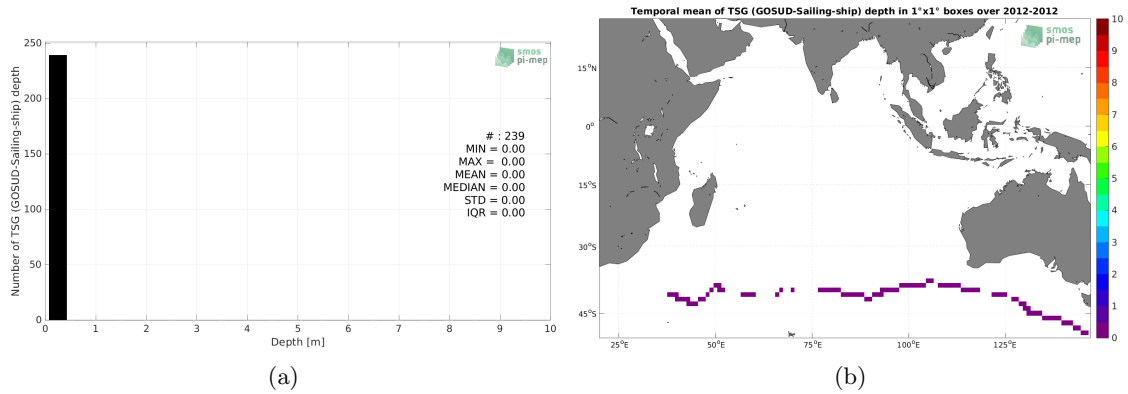 250
200
150
100
50
0
Number of TSG (GOSUD-Sailing-ship) depth
smos
pi-mep
# : 239
MIN = 0.00
MAX = 0.00
MEAN = 0.00
MEDIAN = 0.00
STD = 0.00
IQR = 0.00
0 1 2 3 4 5 6 7 8 9 10
Depth [m]
(a)
Temporal mean of TSG (GOSUD-Sailing-ship) depth in 1°x1° boxes over 2012-2012
smos
pi-mep
15°N
0°
15°S
30°S
45°S
25°E 50°E 75°E 100°E 125°E
10
9
8
7
6
5
4
3
2
1
0
(b)